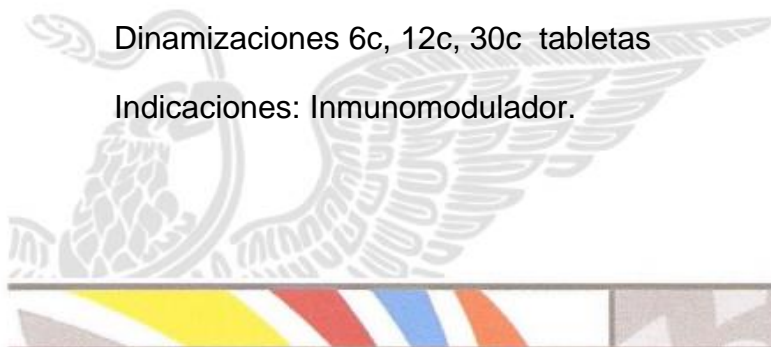 Dinamizaciones 6c, 12c, 30c  tabletas
Indicaciones: Inmunomodulador.